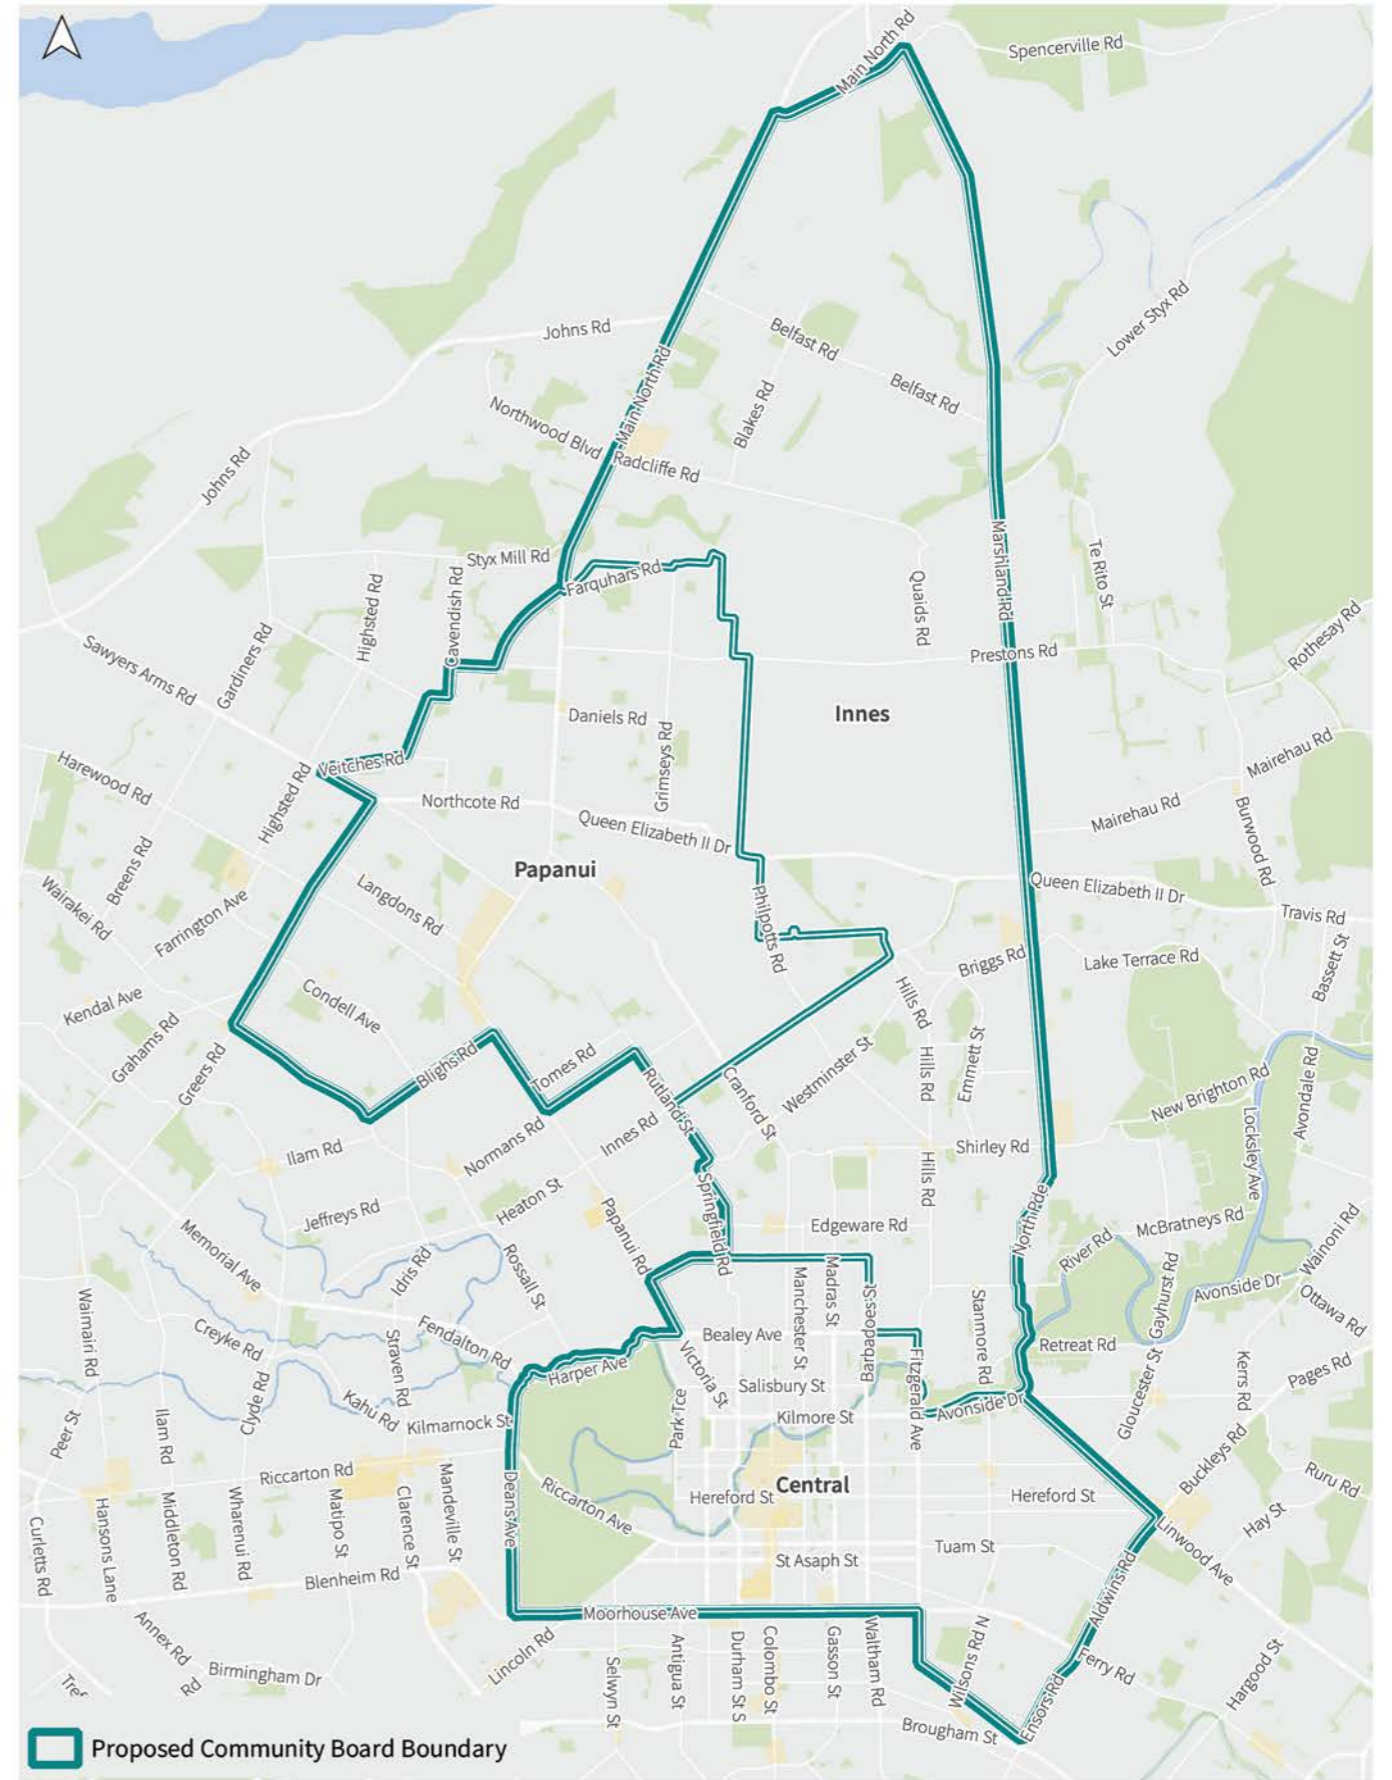 Main North Rd
Spencerville Rd
Lower Styx Rd
Johns Rd
Belfast Rd
Main North Rd
Belfast Rd
Blakes Rd
Northwood Blvd
Radcliffe Rd
Johns Rd
Marshland Rd
Styx Mill Rd
Te Rito St
Farquhars Rd
Cavendish Rd
Highsted Rd
Quaids Rd
Rothesay Rd
Gardiners Rd
Prestons Rd
Sawyers Arms Rd
Innes
Daniels Rd
Grimseys Rd
Mairehau Rd
Veitches Rd
Harewood Rd
Highsted Rd
Northcote Rd
Mairehau Rd
Queen Elizabeth II Dr
Burwood Rd
Breens Rd
Papanui
Queen Elizabeth II Dr
Langdons Rd
Wairakei Rd
Farrington Ave
Philpotts Rd
Travis Rd
Briggs Rd
Lake Terrace Rd
Bassett St
Kendal Ave
Condell Ave
Hills Rd
Grahams Rd
Greers Rd
Blighs Rd
Tomes Rd
Rutland St
Cranford St
Westminster St
Hills Rd
Emmett St
New Brighton Rd
Avondale Rd
Locksley Ave
Ilam Rd
Normans Rd
Innes Rd
Shirley Rd
Hills Rd
Jeffreys Rd
Heaton St
Springfield Rd
Papanui Rd
Edgeware Rd
North Pde
River Rd
McBratneys Rd
Wainoni Rd
Memorial Ave
Idris Rd
Rossall St
Madras St
Manchester St
Barbadoes St
Gayhurst Rd
Avonside Dr
Ottawa Rd
Waimairi Rd
Creyke Rd
Fendalton Rd
Straven Rd
Bealey Ave
Stanmore Rd
Retreat Rd
Harper Ave
Victoria St
Fitzgerald Ave
Gloucester St
Kerrs Rd
Pages Rd
Clyde Rd
Kahu Rd
Salisbury St
Avonside Dr
Peer St
Ilam Rd
Kilmarnock St
Park Tce
Kilmore St
Buckleys Rd
Riccarton Rd
Central
Ruru Rd
Hansons Lane
Middleton Rd
Wharenui Rd
Matipo St
Clarence St
Mandeville St
Deans Ave
Riccarton Ave
Hereford St
Hereford St
Hay St
Curletts Rd
Linwood Ave
Tuam St
St Asaph St
Blenheim Rd
Aldwins Rd
Moorhouse Ave
Annex Rd
Lincoln Rd
Birmingham Dr
Rd
Selwyn St
Antigua St
Durham St S
Colombo St
Gasson St
Waltham Rd
Wilsons Rd N
Ferry Rd
Hargood St
Ensors Rd
Brougham St
Proposed Community Board Boundary